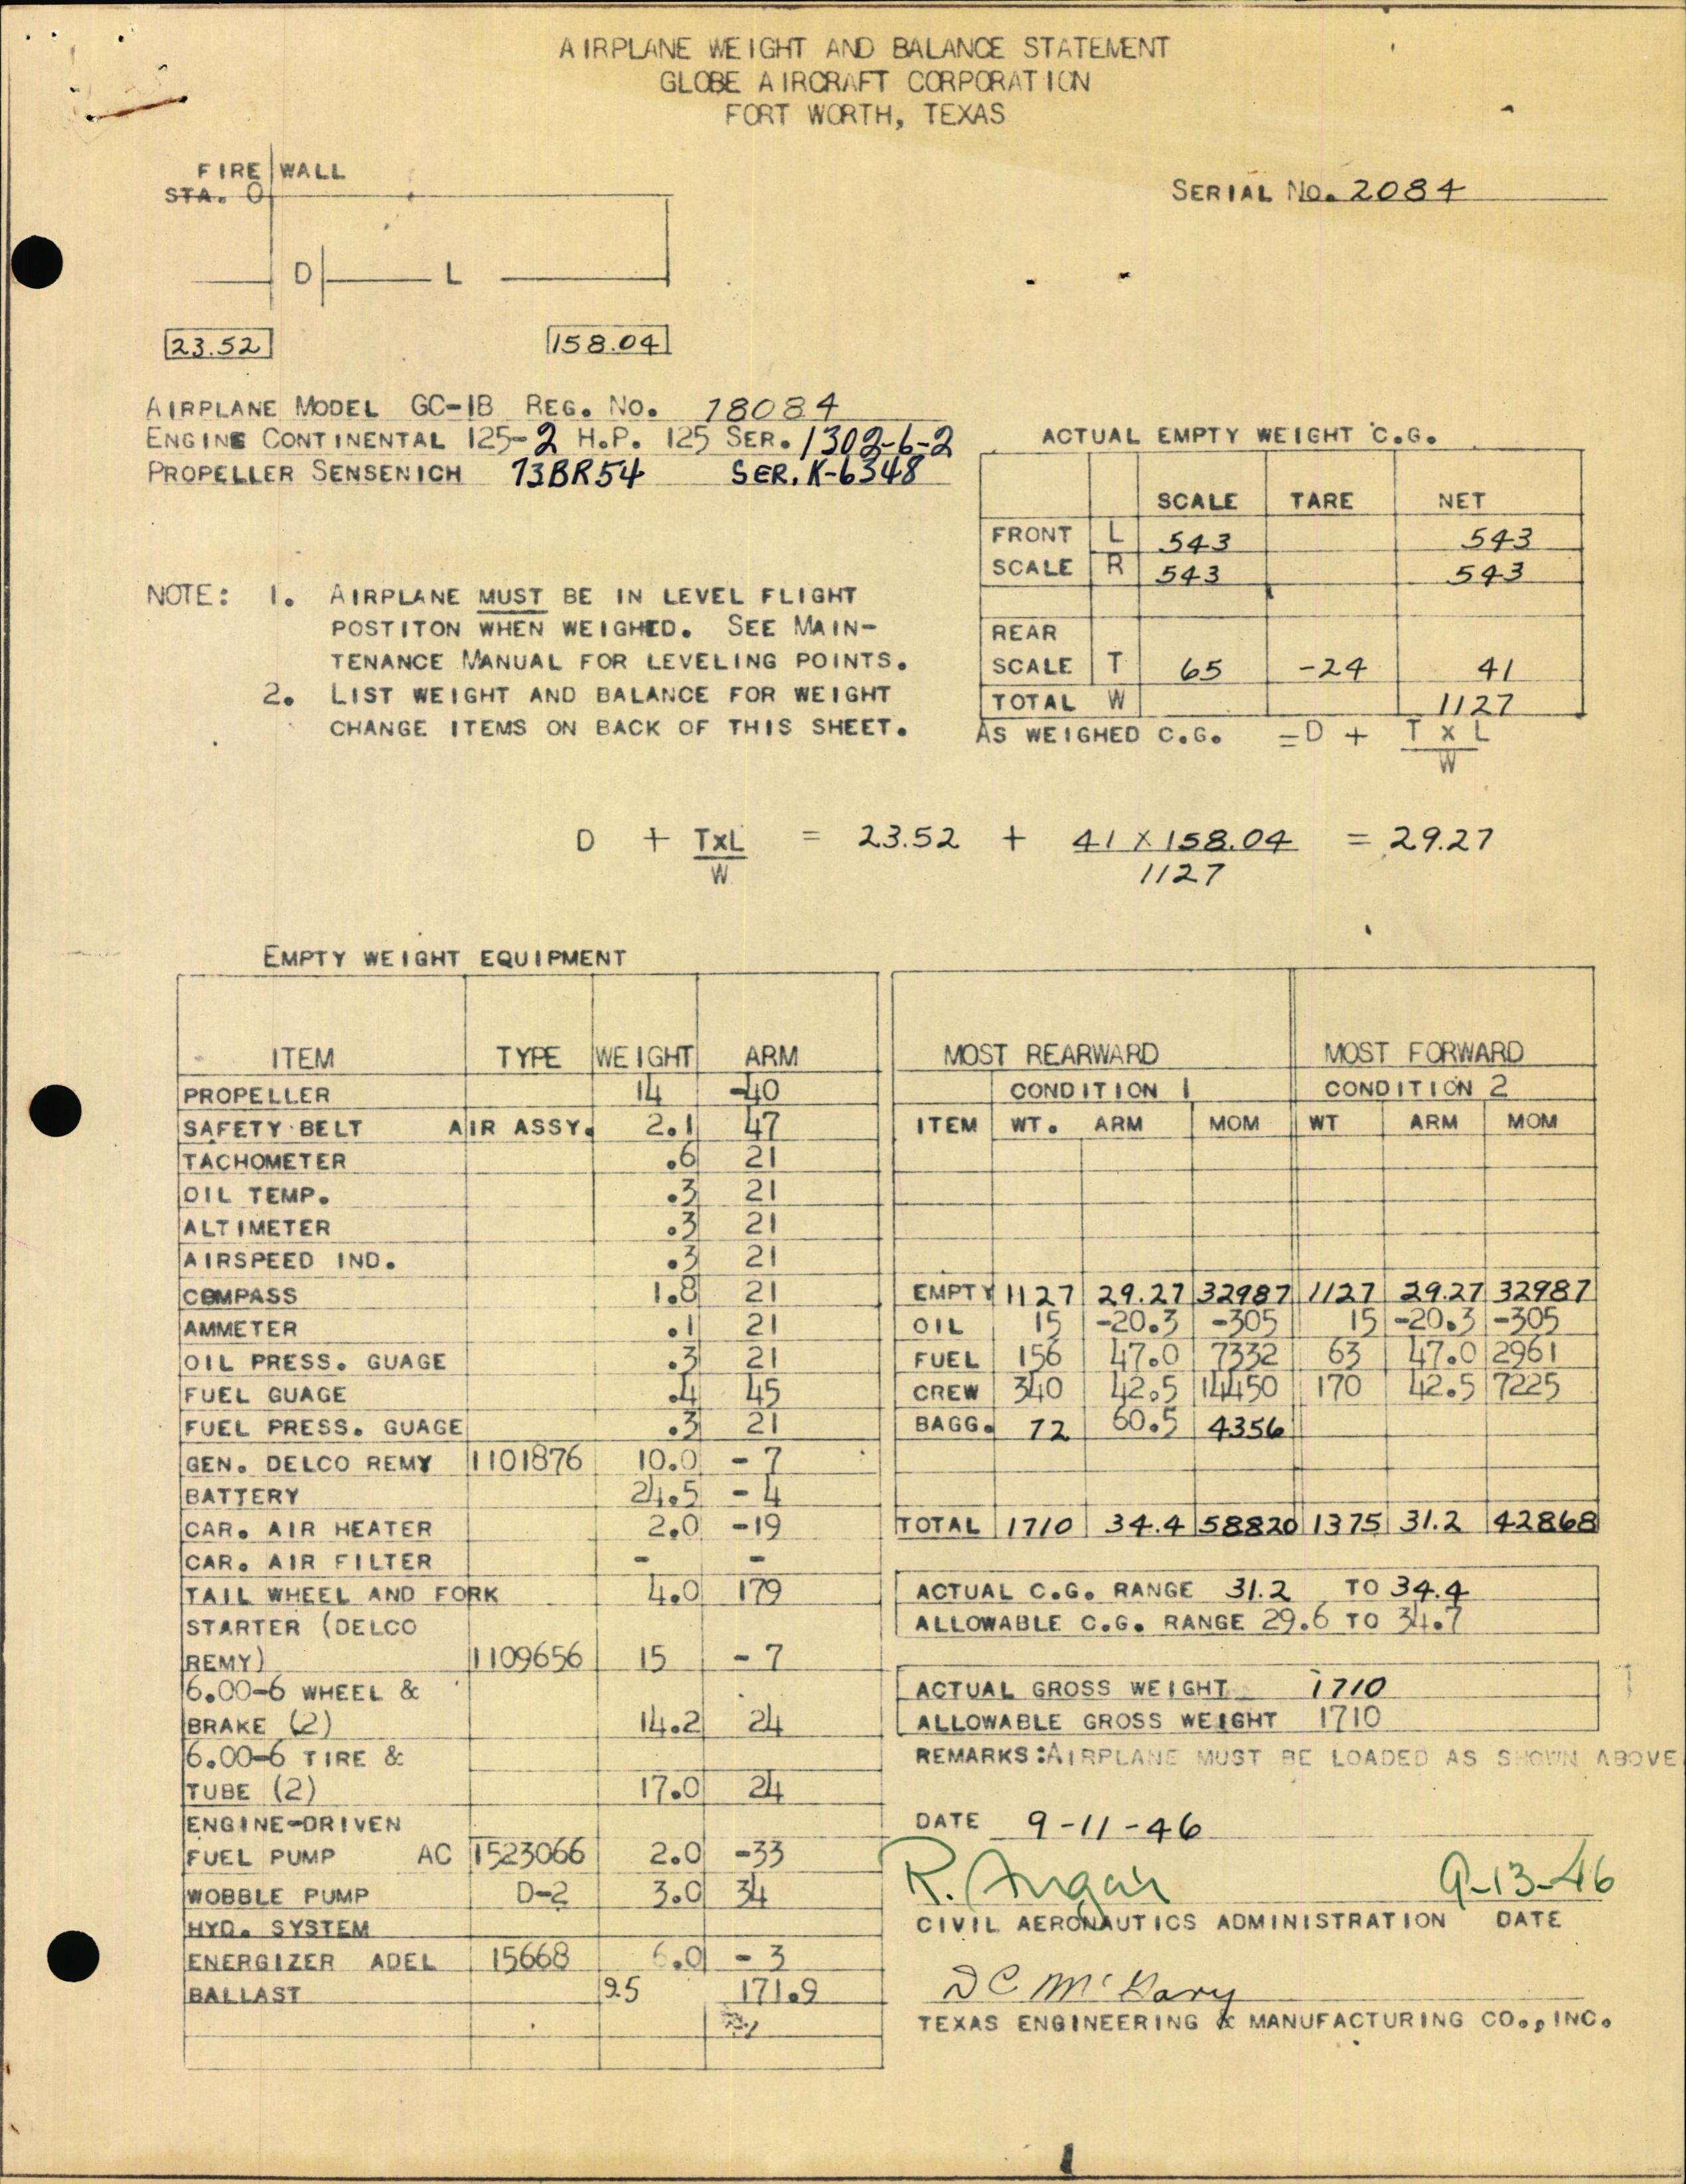 AIRPLANE WEIGHT AND BALANCE STATEMENT
GLOBE AIRCRAFT CORPORATION
FORT WORTH, TEXAS
FIRE WALL
STA. 0
SERIAL NO. 2084
D L
23.52 158.04
AIRPLANE MODEL GC-1B REG. NO. 78084
ENGINE CONTINENTAL 125-2 H.P. 125 SER. 1302-6-2
PROPELLER SENSENICH 73BR54 SER. K-6348
NOTE: 1. AIRPLANE MUST BE IN LEVEL FLIGHT
POSTITON WHEN WEIGHED. SEE MAIN-
TENANCE MANUAL FOR LEVELING POINTS.
2. LIST WEIGHT AND BALANCE FOR WEIGHT
CHANGE ITEMS ON BACK OF THIS SHEET.
ACTUAL EMPTY WEIGHT C.G.
SCALE TARE NET
FRONT L 543 543
SCALE R 543 543
REAR
SCALE T 65 -24 41
TOTAL W 1127
AS WEIGHED C.G. = D + T x L
W
D + TxL = 23.52 + 41 X 158.04 = 29.27
W 1127
EMPTY WEIGHT EQUIPMENT
ITEM TYPE WEIGHT ARM
PROPELLER 14 -40
SAFETY BELT AIR ASSY. 2.1 47
TACHOMETER .6 21
OIL TEMP. .3 21
ALTIMETER .3 21
AIRSPEED IND. .3 21
COMPASS 1.8 21
AMMETER .1 21
OIL PRESS. GUAGE .3 21
FUEL GUAGE .4 45
FUEL PRESS. GUAGE .3 21
GEN. DELCO REMY 1101876 10.0 - 7
BATTERY 24.5 - 4
CAR. AIR HEATER 2.0 -19
CAR. AIR FILTER - -
TAIL WHEEL AND FORK 4.0 179
STARTER (DELCO
REMY) 1109656 15 - 7
6.00-6 WHEEL &
BRAKE (2) 14.2 24
6.00-6 TIRE &
TUBE (2) 17.0 24
ENGINE-DRIVEN
FUEL PUMP AC 1523066 2.0 -33
WOBBLE PUMP D-2 3.0 34
HYD. SYSTEM
ENERGIZER ADEL 15668 6.0 - 3
BALLAST 25 171.9
MOST REARWARD MOST FORWARD
CONDITION 1 CONDITION 2
ITEM WT. ARM MOM WT ARM MOM
EMPTY 1127 29.27 32987 1127 29.27 32987
OIL 15 -20.3 -305 15 -20.3 -305
FUEL 156 47.0 7332 63 47.0 2961
CREW 340 42.5 14450 170 42.5 7225
BAGG. 72 60.5 4356
TOTAL 1710 34.4 58820 1375 31.2 42868
ACTUAL C.G. RANGE 31.2 TO 34.4
ALLOWABLE C.G. RANGE 29.6 TO 34.7
ACTUAL GROSS WEIGHT 1710
ALLOWABLE GROSS WEIGHT 1710
REMARKS: AIRPLANE MUST BE LOADED AS SHOWN ABOVE
DATE 9-11-46
R. 9-13-46
CIVIL AERONAUTICS ADMINISTRATION DATE
D C
TEXAS ENGINEERING & MANUFACTURING CO., INC.
1